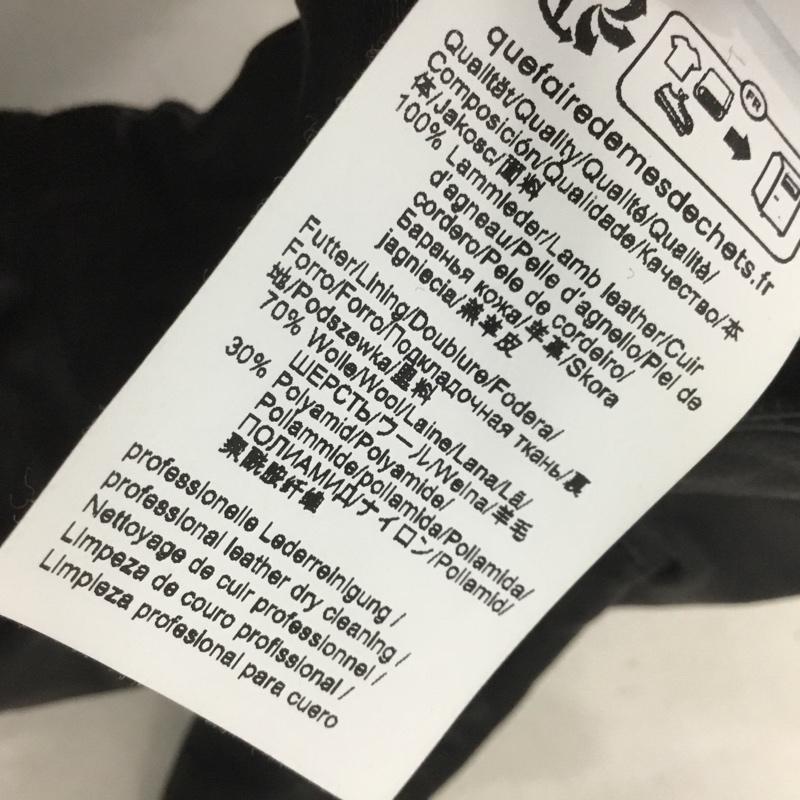 FR
quefairedemesdechets.fr
Qualität/Quality/Qualité/Qualità/
Composición/Qualidade/Качество/本
体/Jakosc/面料
100% Lammleder/Lamb leather/Cuir
d'agneau/Pelle d'agnello/Piel de
cordero/Pele de cordeiro/
Баранья кожа/羊革/Skora
jagniecia/羔羊皮
Futter/Lining/Doublure/Fodera/
Forro/Forro/Подкладочная ткань/裏
地/Podszewka/里料
70% Wolle/Wool/Laine/Lana/Lã/
ШЕРСТЬ/ウール/Welna/羊毛
30% Polyamid/Polyamide/
Poliammide/poliamida/Poliamida/
ПОЛИАМИД/ナイロン/Poliamid/
聚酰胺纤维
professionelle Lederreinigung /
professional leather dry cleaning /
Nettoyage de cuir professionnel /
Limpeza de couro profissional /
Limpieza profesional para cuero